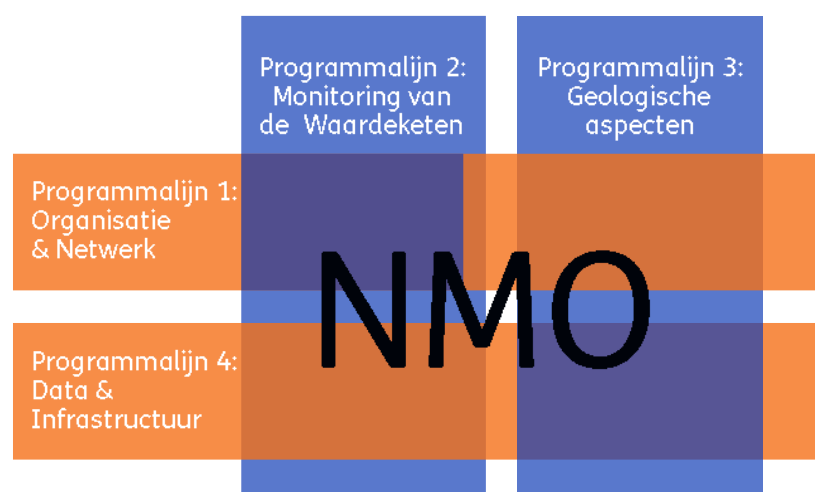 Programmalijn 2:
Monitoring van
de Waardeketen
Programmalijn 3:
Geologische
aspecten
Programmalijn 1:
Organisatie
& Netwerk
NMO
Programmalijn 4:
Data &
Infrastructuur